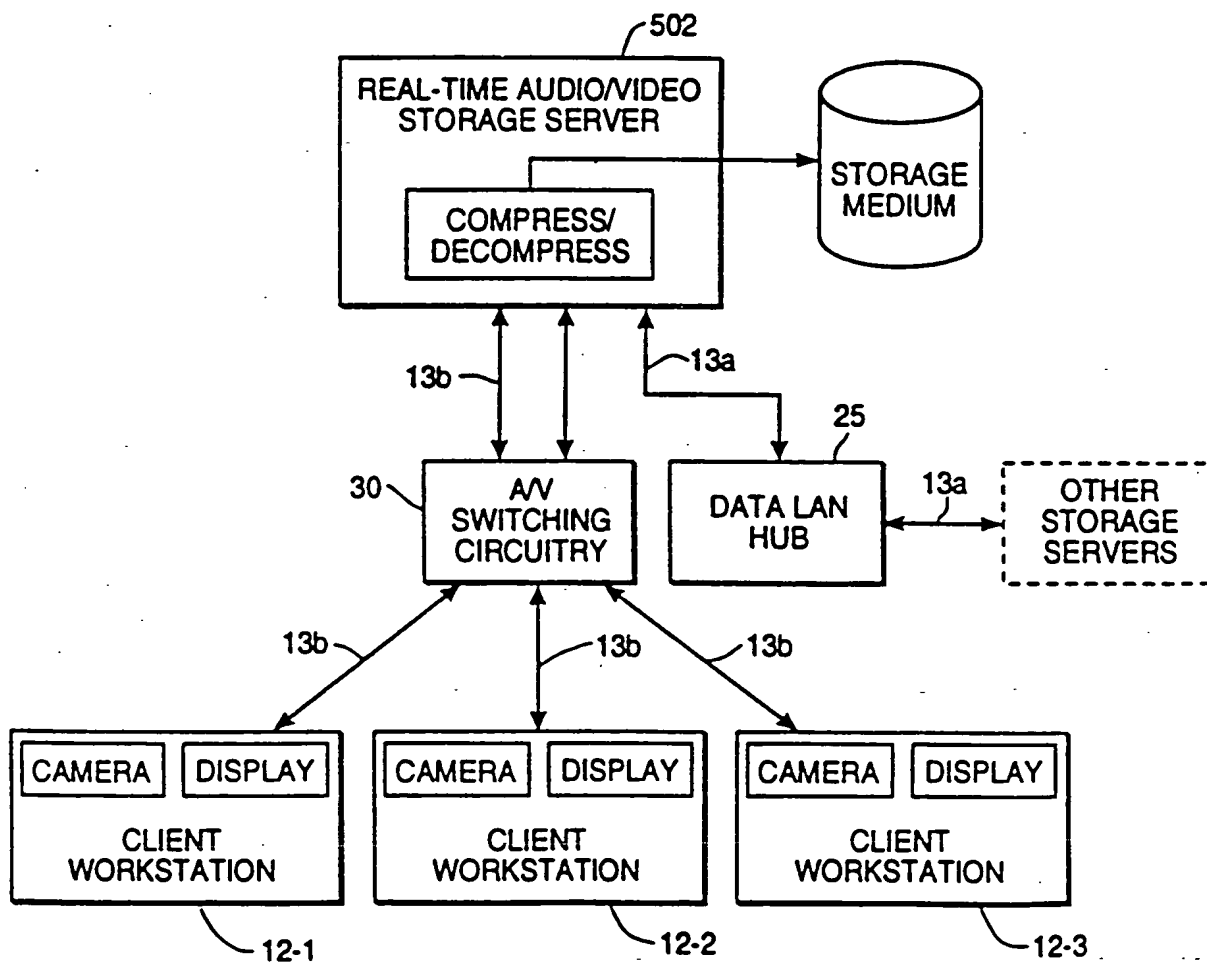 502
REAL-TIME AUDIO/VIDEO
STORAGE SERVER
COMPRESS/
DECOMPRESS
STORAGE
MEDIUM
13b
13a
25
30
A/V
SWITCHING
CIRCUITRY
DATA LAN
HUB
13a
OTHER
STORAGE
SERVERS
13b
13b
13b
CAMERA
DISPLAY
CLIENT
WORKSTATION
CAMERA
DISPLAY
CLIENT
WORKSTATION
CAMERA
DISPLAY
CLIENT
WORKSTATION
12-1
12-2
12-3